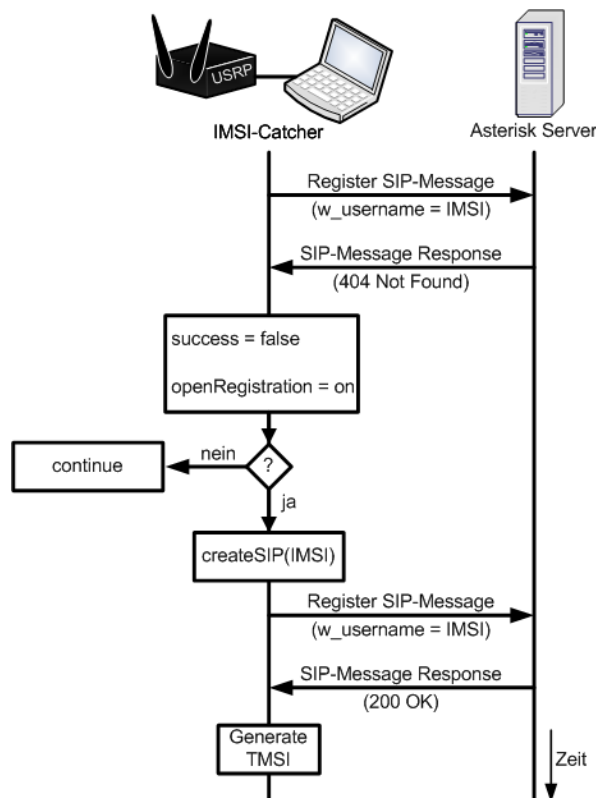 USRP
IMSI-Catcher
Asterisk Server
Register SIP-Message
(w_username = IMSI)
SIP-Message Response
(404 Not Found)
success = false
openRegistration = on
?
nein
continue
ja
createSIP(IMSI)
Register SIP-Message
(w_username = IMSI)
SIP-Message Response
(200 OK)
Generate
TMSI
Zeit